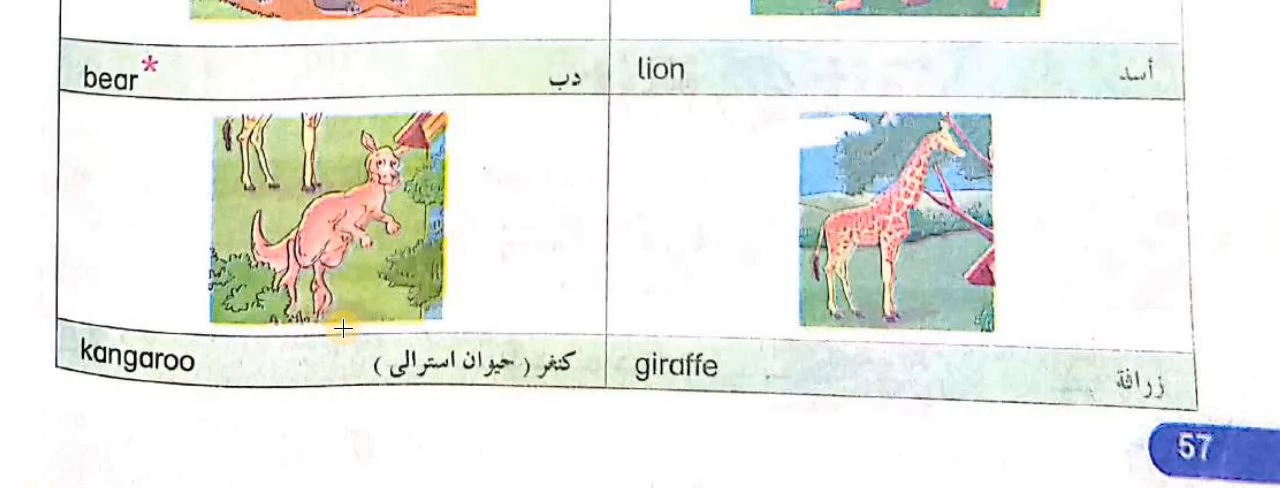 bear* دب
lion أسد
kangaroo كنغر ( حيوان استرالى )
giraffe زرافة
57